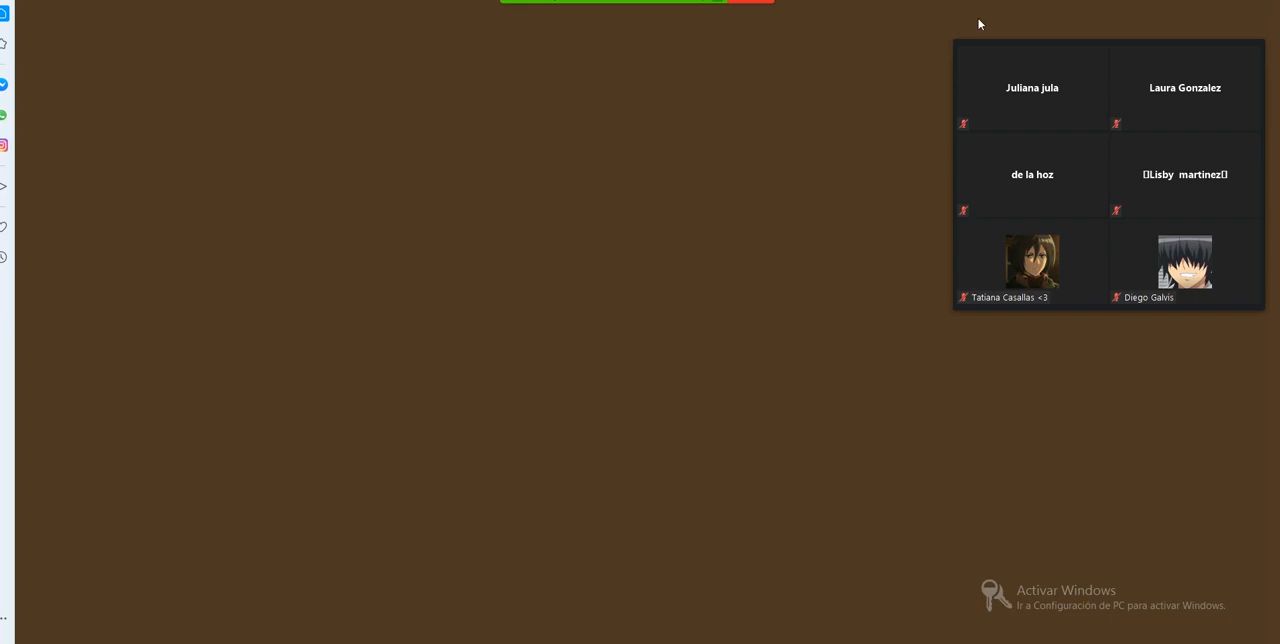 Juliana jula
Laura Gonzalez
de la hoz
▯Lisby martinez▯
Tatiana Casallas <3
Diego Galvis
Activar Windows
Ir a Configuración de PC para activar Windows.